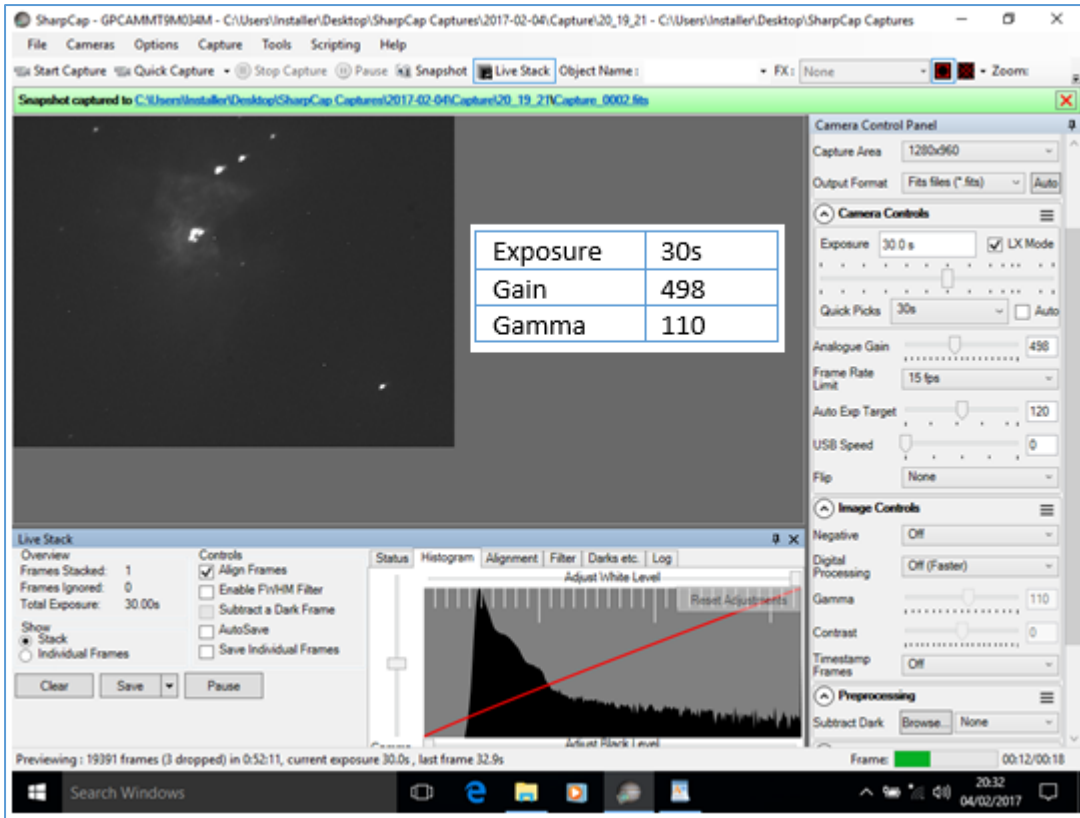 SharpCap - GPCAMMT9M034M - C:\Users\Installer\Desktop\SharpCap Captures\2017-02-04\Capture\20_19_21 - C:\Users\Installer\Desktop\SharpCap Captures
File Cameras Options Capture Tools Scripting Help
Start Capture Quick Capture Stop Capture Pause Snapshot Live Stack Object Name: FX: None Zoom:
Snapshot captured to C:\Users\Installer\Desktop\SharpCap Captures\2017-02-04\Capture\20_19_21\Capture_0002.fits
Exposure 30s
Gain 498
Gamma 110
Camera Control Panel
Capture Area 1280x960
Output Format Fits files (*.fits) Auto
Camera Controls
Exposure 30.0 s LX Mode
Quick Picks 30s Auto
Analogue Gain 498
Frame Rate
Limit 15 fps
Auto Exp Target 120
USB Speed 0
Flip None
Image Controls
Negative Off
Digital
Processing Off (Faster)
Gamma 110
Contrast 0
Timestamp
Frames Off
Preprocessing
Subtract Dark Browse... None
Live Stack
Overview
Frames Stacked: 1
Frames Ignored: 0
Total Exposure: 30.00s
Show
Stack
Individual Frames
Clear Save Pause
Controls
Align Frames
Enable FWHM Filter
Subtract a Dark Frame
AutoSave
Save Individual Frames
Status Histogram Alignment Filter Darks etc. Log
Adjust White Level
Reset Adjustments
Adjust Black Level
Gamma
Previewing : 19391 frames (3 dropped) in 0:52:11, current exposure 30.0s , last frame 32.9s
Frame: 00:12/00:18
Search Windows
20:32
04/02/2017